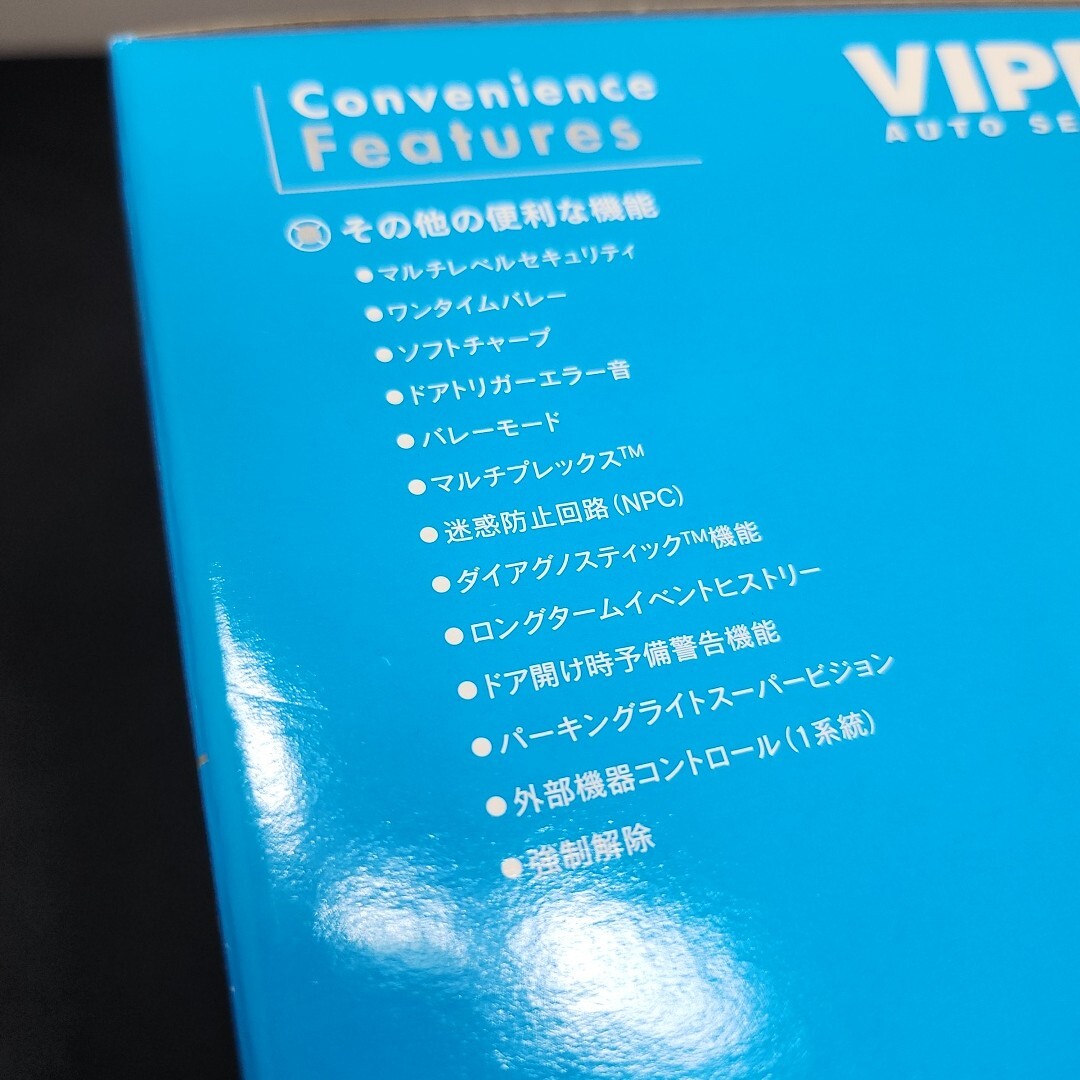 Convenience
Features
VIP
AUTO SE
その他の便利な機能
●マルチレベルセキュリティ
●ワンタイムバレー
●ソフトチャープ
●ドアトリガーエラー音
●バレーモード
●マルチプレックス™
●迷惑防止回路(NPC)
●ダイアグノスティック™機能
●ロングタームイベントヒストリー
●ドア開け時予備警告機能
●パーキングライトスーパービジョン
●外部機器コントロール(1系統)
●強制解除